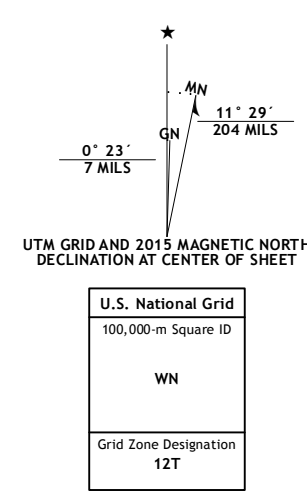 ★
MN
11° 29´
204 MILS
GN
0° 23´
7 MILS
UTM GRID AND 2015 MAGNETIC NORTH
DECLINATION AT CENTER OF SHEET
U.S. National Grid
100,000-m Square ID
WN
Grid Zone Designation
12T